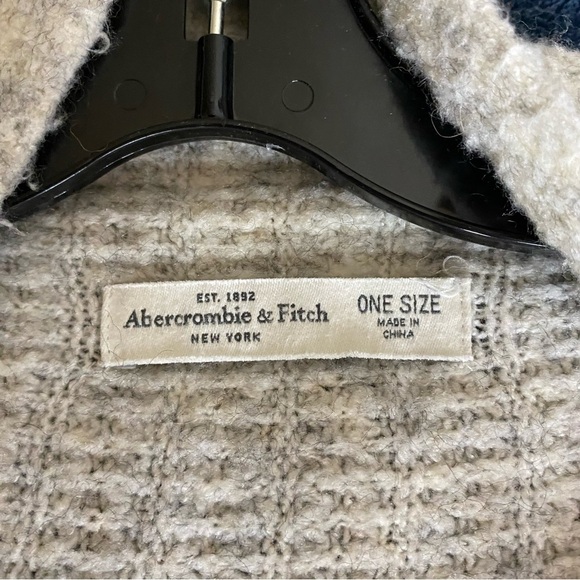 EST. 1892
Abercrombie & Fitch
NEW YORK
ONE SIZE
MADE IN
CHINA